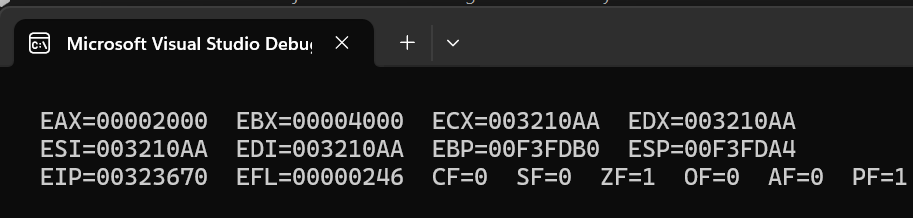 Microsoft Visual Studio Debu
EAX=00002000 EBX=00004000 ECX=003210AA EDX=003210AA
ESI=003210AA EDI=003210AA EBP=00F3FDB0 ESP=00F3FDA4
EIP=00323670 EFL=00000246 CF=0 SF=0 ZF=1 OF=0 AF=0 PF=1